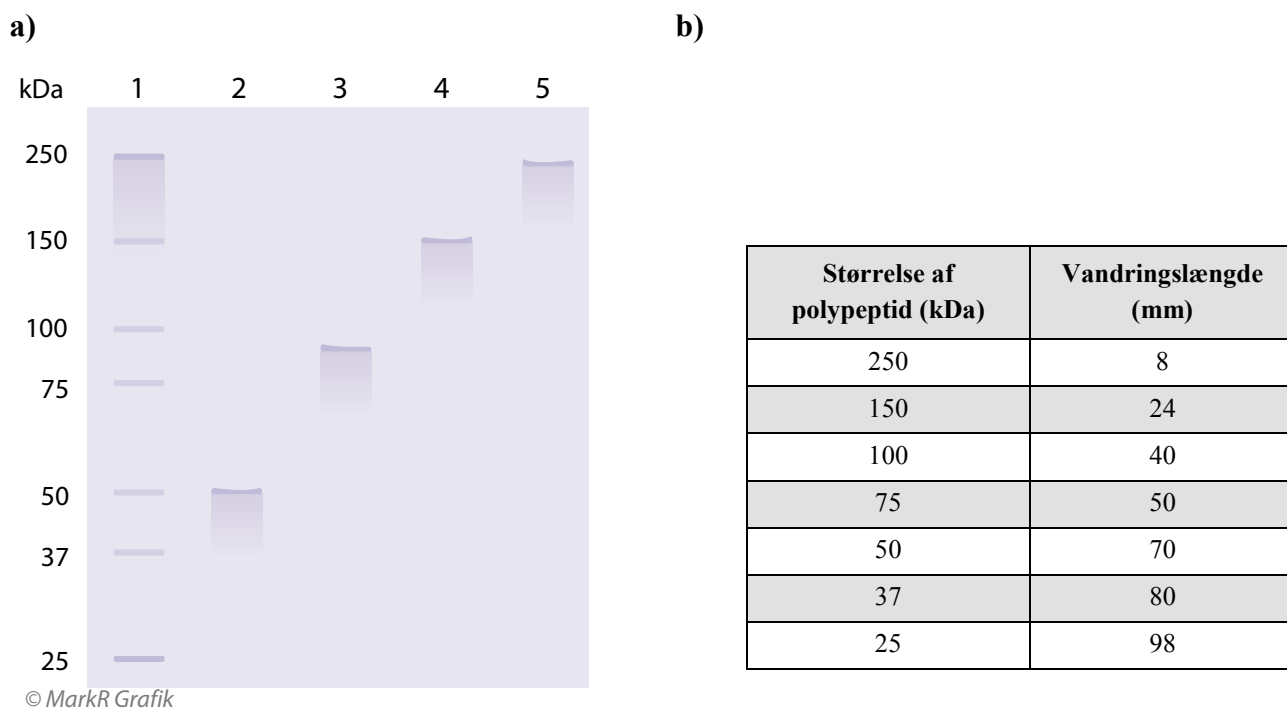 a)
kDa 1 2 3 4 5
250
150
100
75
50
37
25
© MarkR Grafik
b)
Størrelse af Vandringslængde
polypeptid (kDa) (mm)
250 8
150 24
100 40
75 50
50 70
37 80
25 98